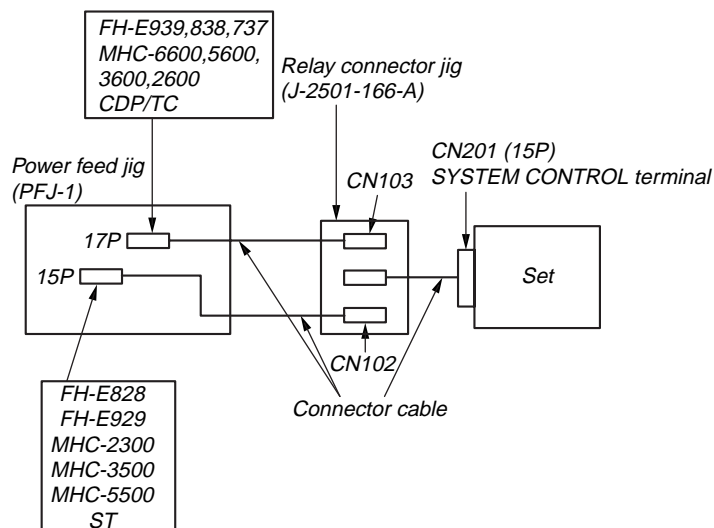 FH-E939,838,737
MHC-6600,5600,
3600,2600
CDP/TC
Relay connector jig
(J-2501-166-A)
CN201 (15P)
SYSTEM CONTROL terminal
Power feed jig
(PFJ-1)
CN103
17P
15P
Set
CN102
Connector cable
FH-E828
FH-E929
MHC-2300
MHC-3500
MHC-5500
ST